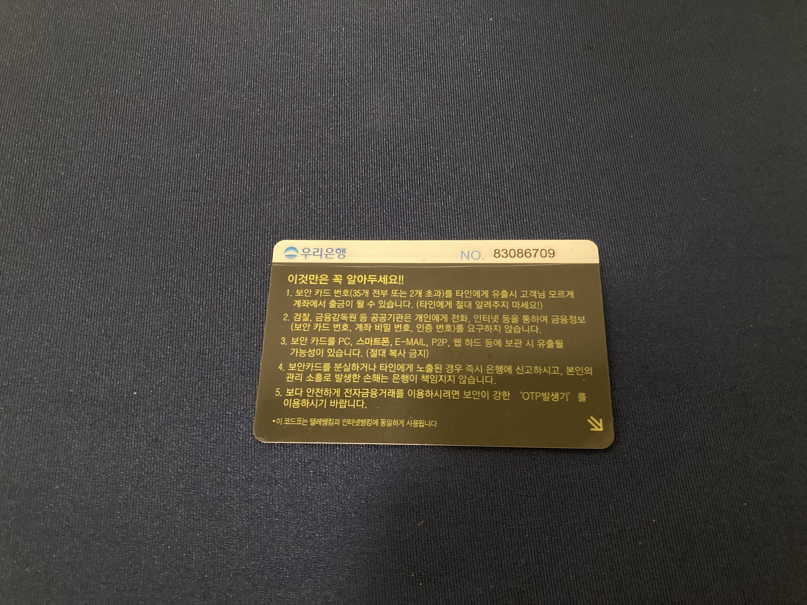 우리은행 NO. 83086709
이것만은 꼭 알아두세요!!
1. 보안 카드 번호(35개 전부 또는 2개 초과)를 타인에게 유출시 고객님 모르게
계좌에서 출금이 될 수 있습니다. (타인에게 절대 알려주지 마세요!)
2. 검찰, 금융감독원 등 공공기관은 개인에게 전화, 인터넷 등을 통하여 금융정보
(보안 카드 번호, 계좌 비밀 번호, 인증 번호)를 요구하지 않습니다.
3. 보안 카드를 PC, 스마트폰, E-MAIL, P2P, 웹 하드 등에 보관 시 유출될
가능성이 있습니다. (절대 복사 금지)
4. 보안카드를 분실하거나 타인에게 노출된 경우 즉시 은행에 신고하시고, 본인의
관리 소홀로 발생한 손해는 은행이 책임지지 않습니다.
5. 보다 안전하게 전자금융거래를 이용하시려면 보안이 강한 'OTP발생기' 를
이용하시기 바랍니다.
•이 코드표는 텔레뱅킹과 인터넷뱅킹에 동일하게 사용됩니다